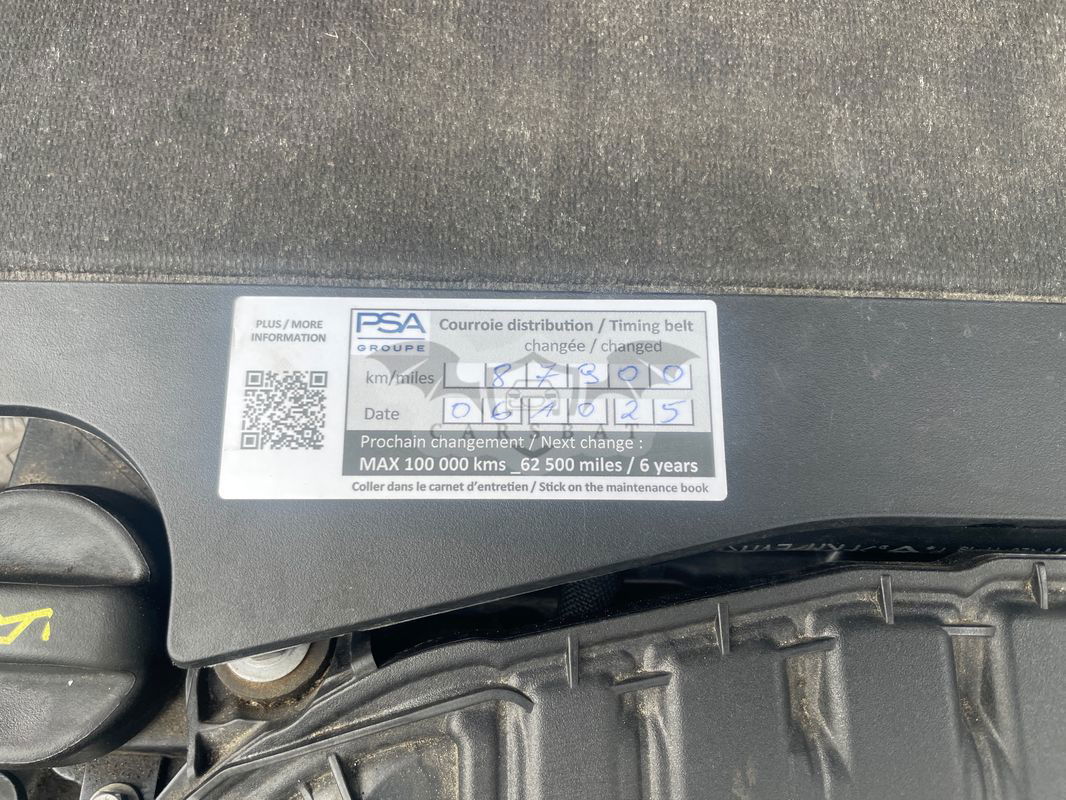 PLUS / MORE
INFORMATION
PSA
GROUPE
Courroie distribution / Timing belt
changée / changed
km/miles 87300
Date 061025
CARSBAT
Prochain changement / Next change :
MAX 100 000 kms _62 500 miles / 6 years
Coller dans le carnet d'entretien / Stick on the maintenance book